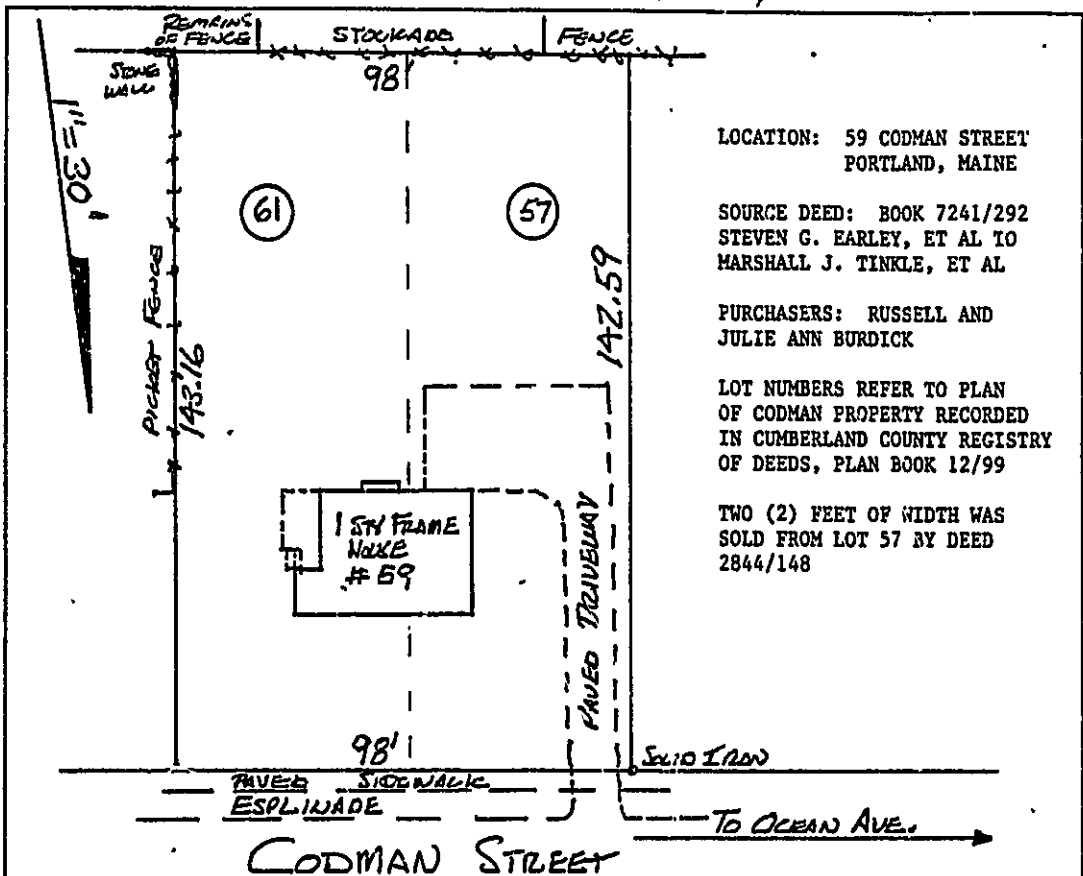 REMAINS
OF FENCE
STOCKADE
FENCE
STONE
WALL
98'
1"=30'
61
57
PICKET FENCE
143.16
142.59
1 STY FRAME
HOUSE
#59
PAVED DRIVEWAY
98'
SOLID IRON
PAVED SIDEWALK
ESPLINADE
TO OCEAN AVE.
CODMAN STREET
LOCATION: 59 CODMAN STREET
PORTLAND, MAINE
SOURCE DEED: BOOK 7241/292
STEVEN G. EARLEY, ET AL TO
MARSHALL J. TINKLE, ET AL
PURCHASERS: RUSSELL AND
JULIE ANN BURDICK
LOT NUMBERS REFER TO PLAN
OF CODMAN PROPERTY RECORDED
IN CUMBERLAND COUNTY REGISTRY
OF DEEDS, PLAN BOOK 12/99
TWO (2) FEET OF WIDTH WAS
SOLD FROM LOT 57 BY DEED
2844/148